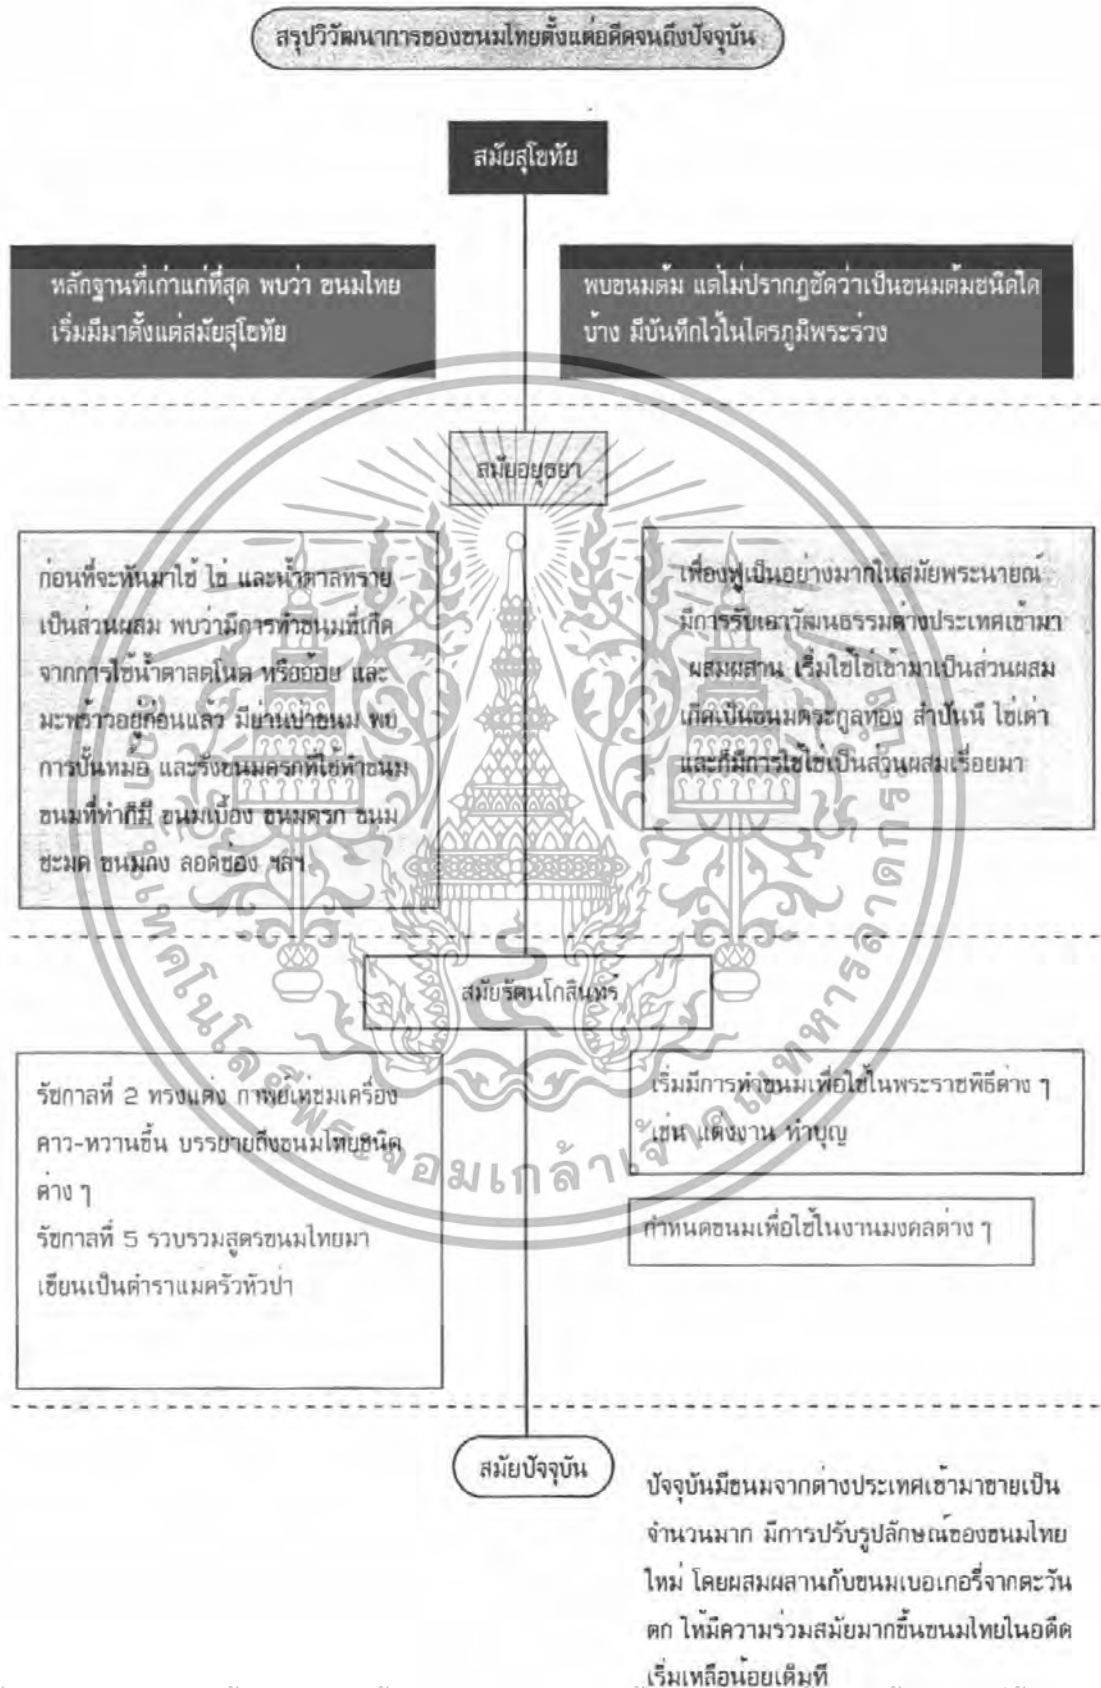 สรุปวิวัฒนาการของขนมไทยตั้งแต่อดีตจนถึงปัจจุบัน
สมัยสุโขทัย
หลักฐานที่เก่าแก่ที่สุด พบว่า ขนมไทย
เริ่มมีมาตั้งแต่สมัยสุโขทัย
พบขนมต้ม แต่ไม่ปรากฏชัดว่าเป็นขนมต้มชนิดใด
บ้าง มีบันทึกไว้ในไตรภูมิพระร่วง
สมัยอยุธยา
ก่อนที่จะหันมาใช้ ไข่ และน้ำตาลทราย
เป็นส่วนผสม พบว่ามีการทำขนมที่เกิด
จากการใช้น้ำตาลตโนด หรืออ้อย และ
มะพร้าวอยู่ก่อนแล้ว มีย่านป่าขนม พบ
การปั้นหม้อ และรังขนมครกที่ใช้ทำขนม
ขนมที่ทำก็มี ขนมเบื้อง ขนมครก ขนม
ชะมด ขนมกง ลอดช่อง ฯลฯ
เฟื่องฟูเป็นอย่างมากในสมัยพระนายณ์
มีการรับเอาวัฒนธรรมต่างประเทศเข้ามา
ผสมผสาน เริ่มใช้ไข่เข้ามาเป็นส่วนผสม
เกิดเป็นขนมตระกูลทอง สำปันนี ไข่เต่า
และก็มีการใช้ไข่เป็นส่วนผสมเรื่อยมา
สมัยรัตนโกสินทร์
รัชกาลที่ 2 ทรงแต่ง กาพย์เห่ชมเครื่อง
คาว-หวานขึ้น บรรยายถึงขนมไทยชนิด
ต่าง ๆ
รัชกาลที่ 5 รวบรวมสูตรขนมไทยมา
เขียนเป็นตำราแม่ครัวหัวป่า
เริ่มมีการทำขนมเพื่อใช้ในพระราชพิธีต่าง ๆ
เช่น แต่งงาน ทำบุญ
กำหนดขนมเพื่อใช้ในงานมงคลต่าง ๆ
สมัยปัจจุบัน
ปัจจุบันมีขนมจากต่างประเทศเข้ามาขายเป็น
จำนวนมาก มีการปรับรูปลักษณ์ของขนมไทย
ใหม่ โดยผสมผสานกับขนมเบอเกอรี่จากตะวัน
ตก ให้มีความร่วมสมัยมากขึ้นขนมไทยในอดีต
เริ่มเหลือน้อยเต็มที
เทคโนโลยีพระจอมเกล้าเจ้าคุณทหารลาดกระบัง